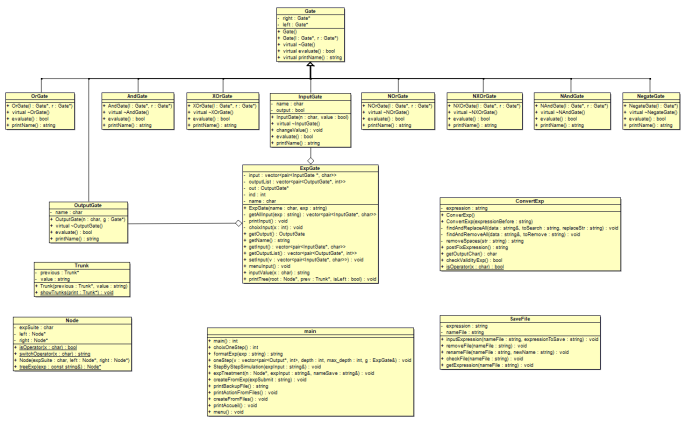 Gate
- right : Gate*
- left : Gate*
+ Gate()
+ Gate(l : Gate*, r : Gate*)
+ virtual ~Gate()
+ virtual evaluate() : bool
+ virtual printName() : string
OrGate
+ OrGate(l : Gate*, r : Gate*)
+ virtual ~OrGate()
+ evaluate() : bool
+ printName() : string
AndGate
+ AndGate(l : Gate*, r : Gate*)
+ virtual ~AndGate()
+ evaluate() : bool
+ printName() : string
XOrGate
+ XOrGate(l : Gate*, r : Gate*)
+ virtual ~XOrGate()
+ evaluate() : bool
+ printName() : string
InputGate
- name : char
- output : bool
+ InputGate(n : char, value : bool)
+ virtual ~InputGate()
+ changeValue() : void
+ evaluate() : bool
+ printName() : string
NOrGate
+ NOrGate(l : Gate*, r : Gate*)
+ virtual ~NOrGate()
+ evaluate() : bool
+ printName() : string
NXOrGate
+ NXOrGate(l : Gate*, r : Gate*)
+ virtual ~NXOrGate()
+ evaluate() : bool
+ printName() : string
NAndGate
+ NAndGate(l : Gate*, r : Gate*)
+ virtual ~NAndGate()
+ evaluate() : bool
+ printName() : string
NegateGate
+ NegateGate(l : Gate*)
+ virtual ~NegateGate()
+ evaluate() : bool
+ printName() : string
ExpGate
- input : vector<pair<InputGate *, char>>
- outputList : vector<pair<OutputGate*, int>>
- out : OutputGate*
- ind : int
- name : char
+ ExpGate(name : char, exp : string)
+ getAllInput(exp : string) : vector<pair<InputGate*, char>>
+ printInput() : void
+ choixInput(x : int) : void
+ getOutput() : OutputGate
+ getName() : string
+ getInput() : vector<pair<InputGate*, char>>
+ getOutputList() : vector<pair<OutputGate*, int>>
+ setInput(v : vector<pair<InputGate*, char>>) : void
+ menuInput() : void
+ inputValue(x : char) : void
+ printTree(root : Node*, prev : Trunk*, isLeft : bool) : void
OutputGate
- name : char
+ OutputGate(n : char, g : Gate*)
+ virtual ~OutputGate()
+ evaluate() : bool
+ printName() : string
ConvertExp
- expression : string
+ ConvertExp()
+ ConvertExp(expressionBefore : String)
- findAndReplaceAll(data : string&, toSearch : string, replaceStr : string) : void
- findAndRemoveAll(data : string&, toRemove : string) : void
- removeSpaces(str : string) : string
+ postFixExpression() : string
+ getOutputChar() : char
+ checkValidityExp() : bool
+ isOperator(x : char) : bool
Trunk
- previous : Trunk*
- value : string
+ Trunk(previous : Trunk*, value : string)
+ showTrunks(print : Trunk*) : void
Node
- expSuite : char
- left : Node*
- right : Node*
+ isOperator(x : char) : bool
+ switchOperator(x : char) : string
+ Node(expSuite : char, left : Node*, right : Node*)
+ treeExp(exp : const string&) : Node*
main
+ main() : int
+ choixOneStep() : int
+ formatExp(exp : string) : string
+ oneStep(v : vector<pair<Output*, int>, depth : int, max_depth : int, g : ExpGate&) : void
+ StepByStepSimulation(expInput : string&) : void
+ expTreatment(n : Node*, expInput : string&, nameSave : string&) : void
+ createFromExp(expSubmit : string) : void
+ printBackupFile() : string
+ printActionFromFiles() : void
+ createFromFiles() : void
+ printAccueil() : void
+ menu() : void
SaveFile
- expression : string
- nameFile : string
+ inputExpression(nameFile : string, expressionToSave : string) : void
+ removeFile(nameFile : string) : void
+ renameFile(nameFile : string, newName : string) : void
+ checkFile(nameFile : string) : void
+ getExpression(nameFile : string) : void